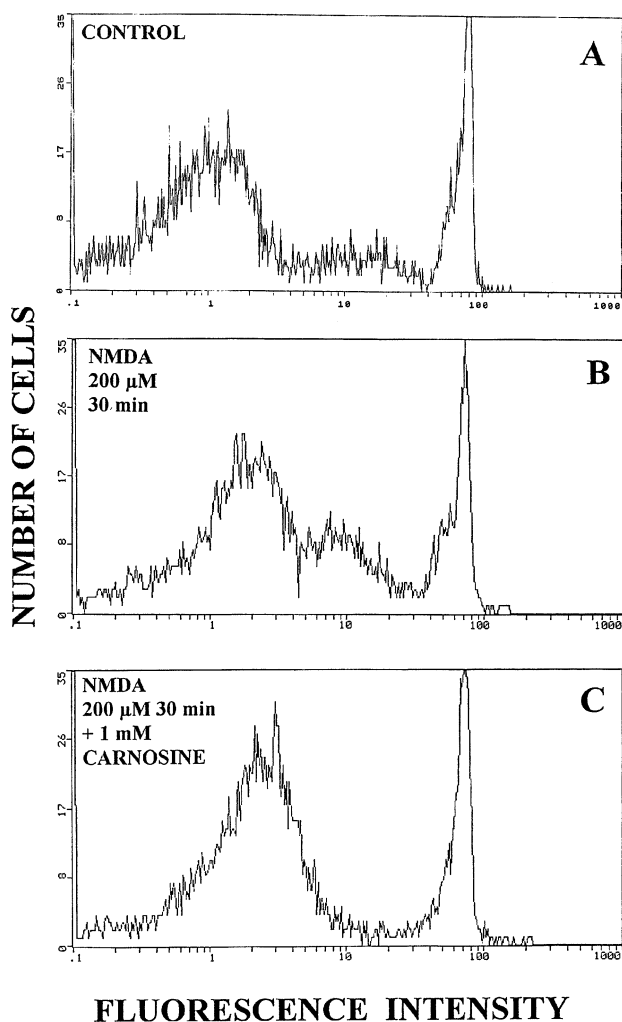 CONTROL
A
35
26
17
8
0
.1 1 10 100 1000
NMDA
200 µM
30 min
B
35
26
17
8
0
.1 1 10 100 1000
NMDA
200 µM 30 min
+ 1 mM
CARNOSINE
C
35
26
17
8
0
.1 1 10 100 1000
NUMBER OF CELLS
FLUORESCENCE INTENSITY